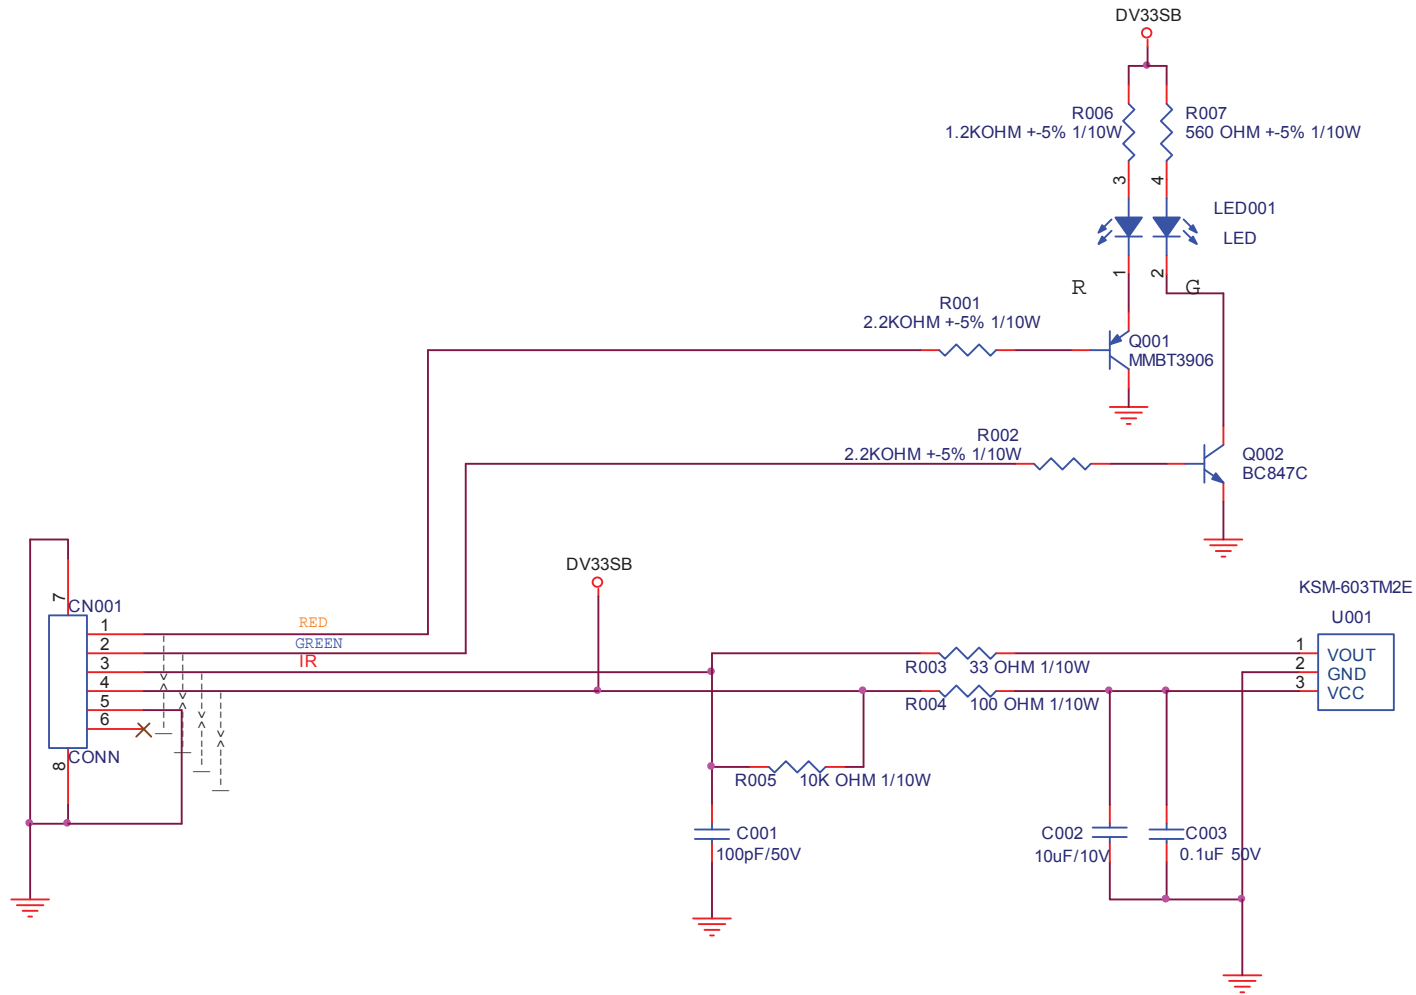 DV33SB
R006
1.2KOHM +-5% 1/10W
R007
560 OHM +-5% 1/10W
3
4
LED001
LED
1
2
R
G
R001
2.2KOHM +-5% 1/10W
Q001
MMBT3906
R002
2.2KOHM +-5% 1/10W
Q002
BC847C
DV33SB
KSM-603TM2E
U001
7
CN001
1
RED
2
GREEN
3
IR
4
5
6
8
CONN
R003 33 OHM 1/10W
1
VOUT
2
GND
3
VCC
R004 100 OHM 1/10W
R005 10K OHM 1/10W
C001
100pF/50V
C002
10uF/10V
C003
0.1uF 50V